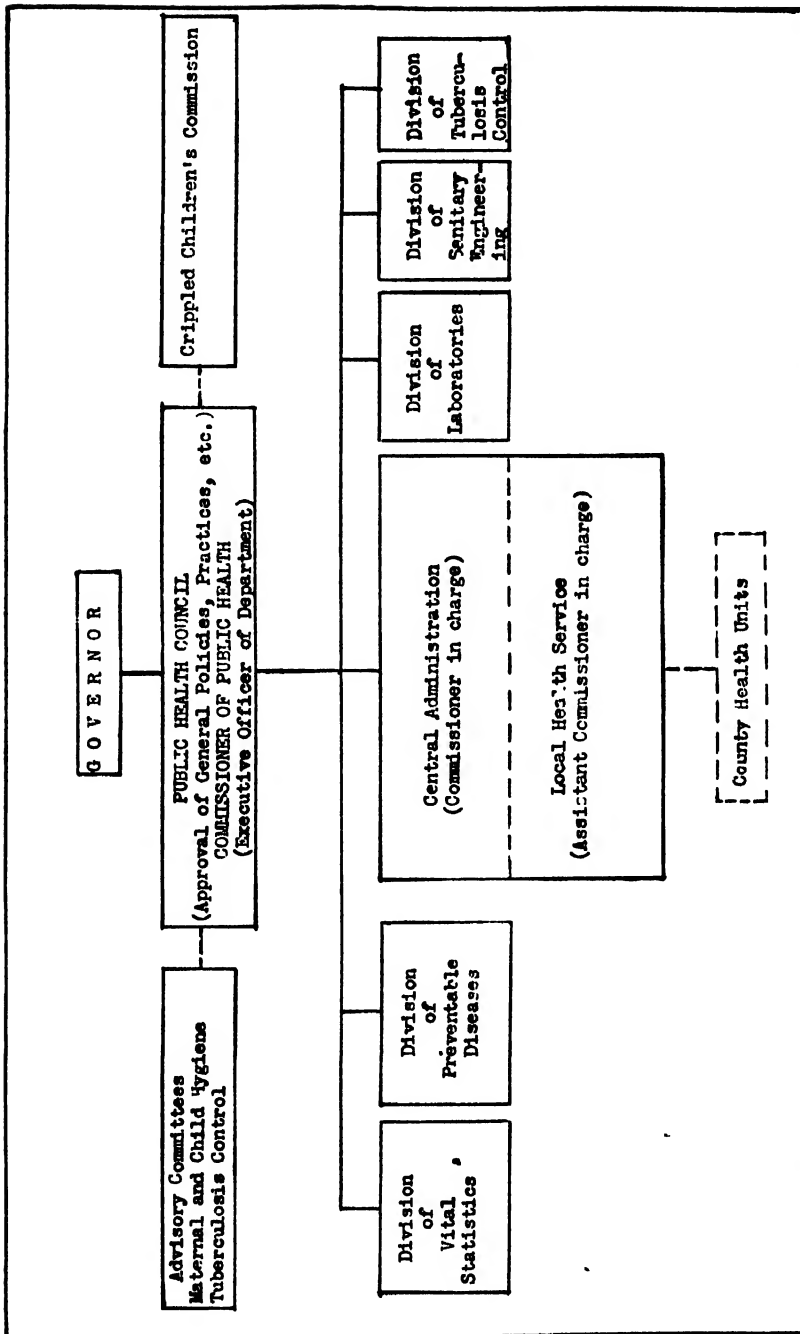 GOVERNOR
Advisory Committees
Maternal and Child Hygiene
Tuberculosis Control
PUBLIC HEALTH COUNCIL
(Approval of General Policies, Practices, etc.)
COMMISSIONER OF PUBLIC HEALTH
(Executive Officer of Department)
Crippled Children's Commission
Division
of
Vital
Statistics
Division
of
Preventable
Diseases
Central Administration
(Commissioner in charge)
Local Health Service
(Assistant Commissioner in charge)
Division
of
Laboratories
Division
of
Sanitary
Engineer-
ing
Division
of
Tubercu-
losis
Control
County Health Units